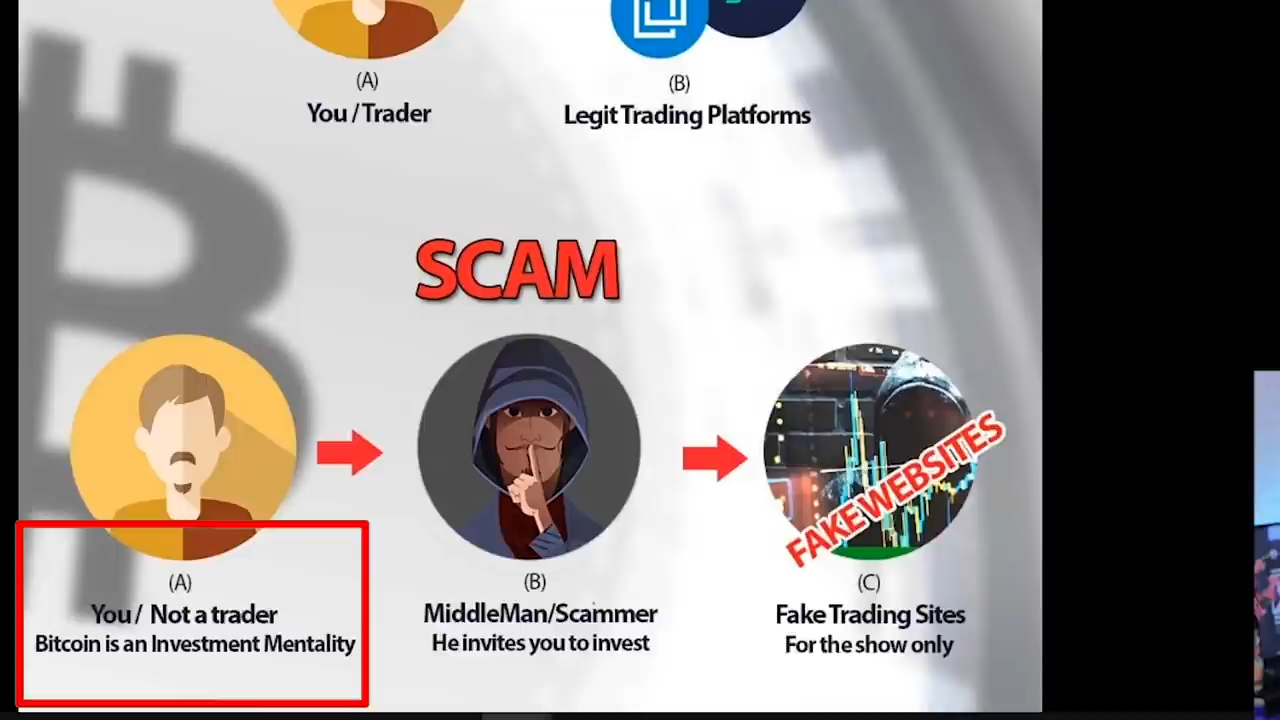 (A)
You / Trader
(B)
Legit Trading Platforms
SCAM
FAKE WEBSITES
(A)
You / Not a trader
Bitcoin is an Investment Mentality
(B)
MiddleMan/Scammer
He invites you to invest
(C)
Fake Trading Sites
For the show only